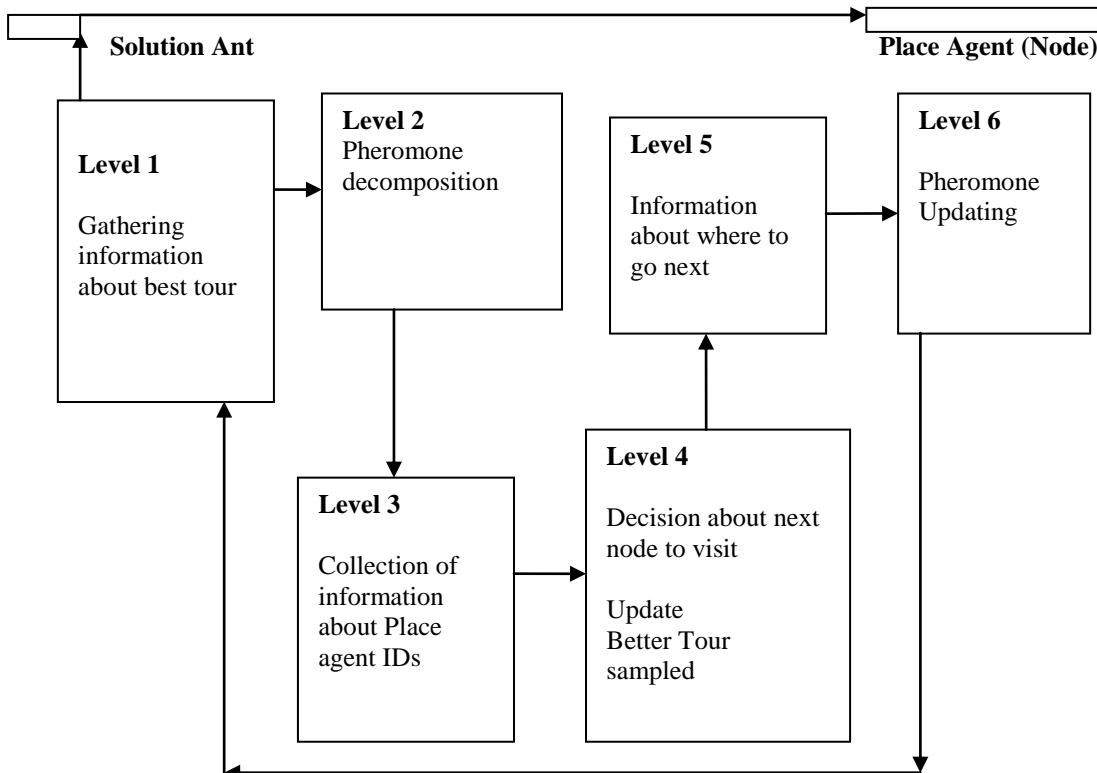 Solution Ant
Place Agent (Node)
Level 1
Gathering
information
about best tour
Level 2
Pheromone
decomposition
Level 3
Collection of
information
about Place
agent IDs
Level 4
Decision about next
node to visit
Update
Better Tour
sampled
Level 5
Information
about where to
go next
Level 6
Pheromone
Updating